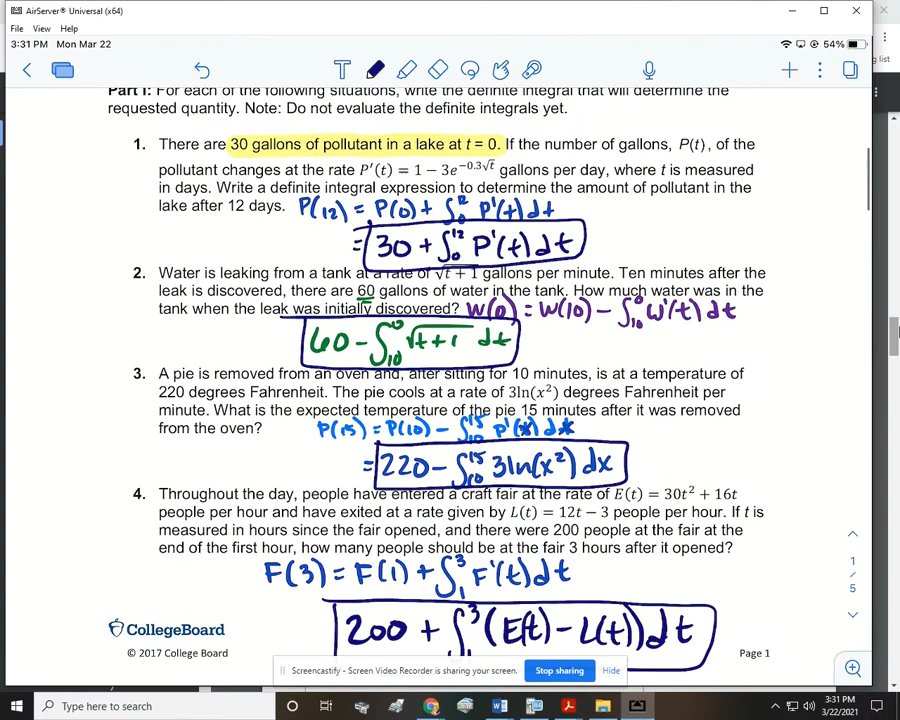 AirServer® Universal (x64)
File View Help
3:31 PM Mon Mar 22
54%
T
Part I: For each of the following situations, write the definite integral that will determine the
requested quantity. Note: Do not evaluate the definite integrals yet.
1. There are 30 gallons of pollutant in a lake at t = 0. If the number of gallons, P(t), of the
pollutant changes at the rate P′(t) = 1 − 3e^(−0.3√t) gallons per day, where t is measured
in days. Write a definite integral expression to determine the amount of pollutant in the
lake after 12 days. P(12) = P(0) + ∫₀¹² P'(t)dt
= 30 + ∫₀¹² P'(t)dt
2. Water is leaking from a tank at a rate of √t + 1 gallons per minute. Ten minutes after the
leak is discovered, there are 60 gallons of water in the tank. How much water was in the
tank when the leak was initially discovered? W(0) = W(10) − ∫₁₀⁰ W'(t)dt
60 − ∫₁₀⁰ √t+1 dt
3. A pie is removed from an oven and, after sitting for 10 minutes, is at a temperature of
220 degrees Fahrenheit. The pie cools at a rate of 3ln(x²) degrees Fahrenheit per
minute. What is the expected temperature of the pie 15 minutes after it was removed
from the oven? P(15) = P(10) − ∫₁₀¹⁵ P'(x)dx
= 220 − ∫₁₀¹⁵ 3ln(x²)dx
4. Throughout the day, people have entered a craft fair at the rate of E(t) = 30t² + 16t
people per hour and have exited at a rate given by L(t) = 12t − 3 people per hour. If t is
measured in hours since the fair opened, and there were 200 people at the fair at the
end of the first hour, how many people should be at the fair 3 hours after it opened?
F(3) = F(1) + ∫₁³ F'(t)dt
200 + ∫₁³ (E(t) − L(t))dt
CollegeBoard
© 2017 College Board
Page 1
1
/
5
Screencastify - Screen Video Recorder is sharing your screen. Stop sharing Hide
Type here to search
3:31 PM
3/22/2021